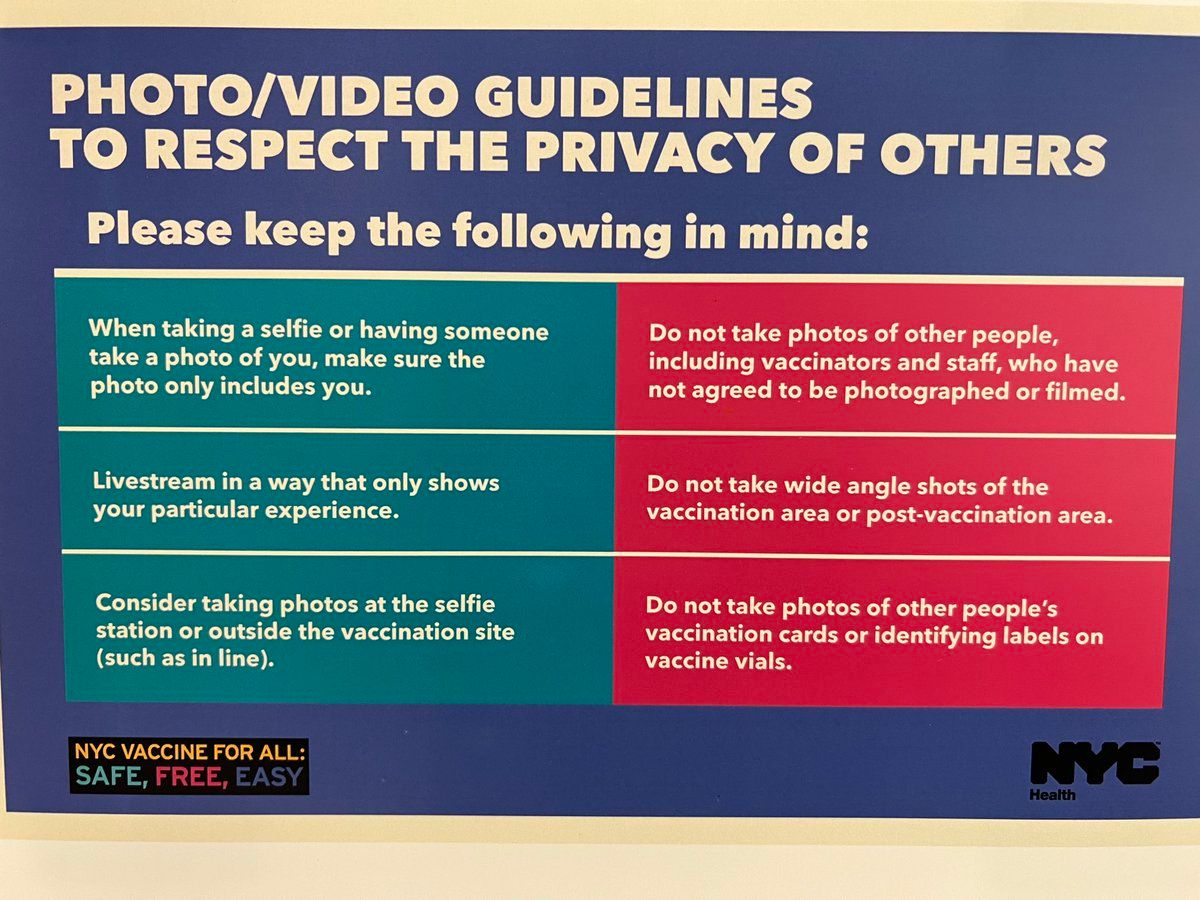 PHOTO/VIDEO GUIDELINES
TO RESPECT THE PRIVACY OF OTHERS
Please keep the following in mind:
When taking a selfie or having someone
take a photo of you, make sure the
photo only includes you.
Do not take photos of other people,
including vaccinators and staff, who have
not agreed to be photographed or filmed.
Livestream in a way that only shows
your particular experience.
Do not take wide angle shots of the
vaccination area or post-vaccination area.
Consider taking photos at the selfie
station or outside the vaccination site
(such as in line).
Do not take photos of other people's
vaccination cards or identifying labels on
vaccine vials.
NYC VACCINE FOR ALL:
SAFE, FREE, EASY
NYC™
Health